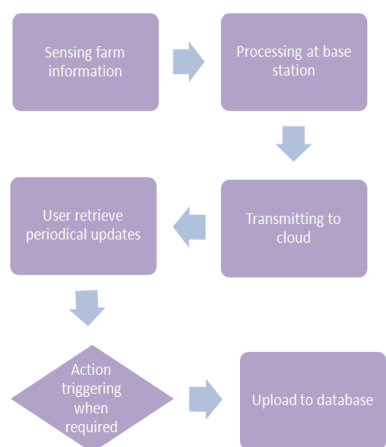 Sensing farm
information
Processing at base
station
Transmitting to
cloud
User retrieve
periodical updates
Action
triggering
when
required
Upload to database